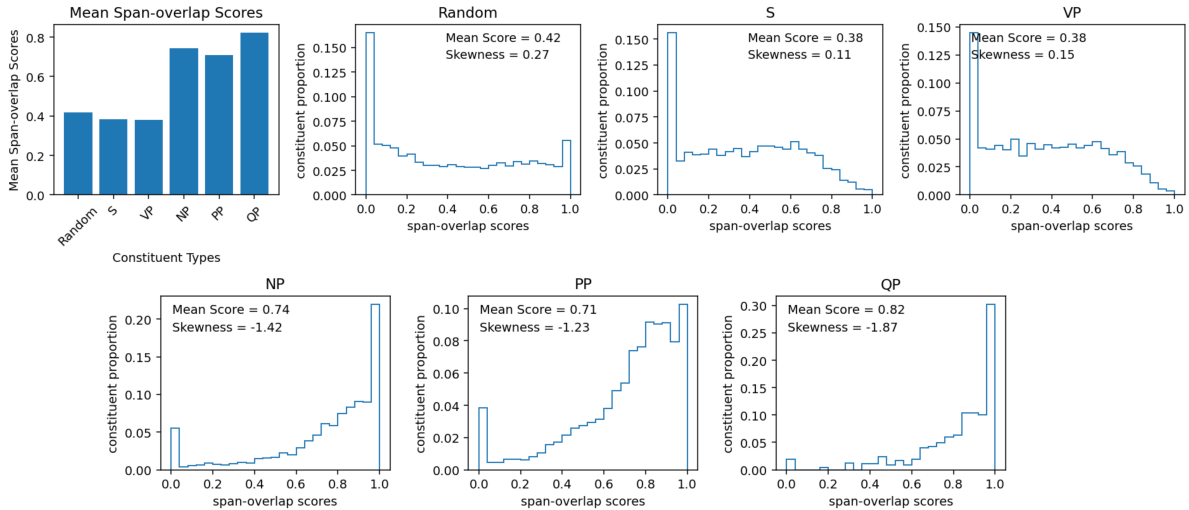 Mean Span-overlap Scores
Mean Span-overlap Scores
0.8
0.6
0.4
0.2
0.0
Random
S
VP
NP
PP
QP
Constituent Types
Random
Mean Score = 0.42
Skewness = 0.27
constituent proportion
0.150
0.125
0.100
0.075
0.050
0.025
0.000
0.0 0.2 0.4 0.6 0.8 1.0
span-overlap scores
S
Mean Score = 0.38
Skewness = 0.11
constituent proportion
0.150
0.125
0.100
0.075
0.050
0.025
0.000
0.0 0.2 0.4 0.6 0.8 1.0
span-overlap scores
VP
Mean Score = 0.38
Skewness = 0.15
constituent proportion
0.150
0.125
0.100
0.075
0.050
0.025
0.000
0.0 0.2 0.4 0.6 0.8 1.0
span-overlap scores
NP
Mean Score = 0.74
Skewness = -1.42
constituent proportion
0.20
0.15
0.10
0.05
0.00
0.0 0.2 0.4 0.6 0.8 1.0
span-overlap scores
PP
Mean Score = 0.71
Skewness = -1.23
constituent proportion
0.10
0.08
0.06
0.04
0.02
0.00
0.0 0.2 0.4 0.6 0.8 1.0
span-overlap scores
QP
Mean Score = 0.82
Skewness = -1.87
constituent proportion
0.30
0.25
0.20
0.15
0.10
0.05
0.00
0.0 0.2 0.4 0.6 0.8 1.0
span-overlap scores